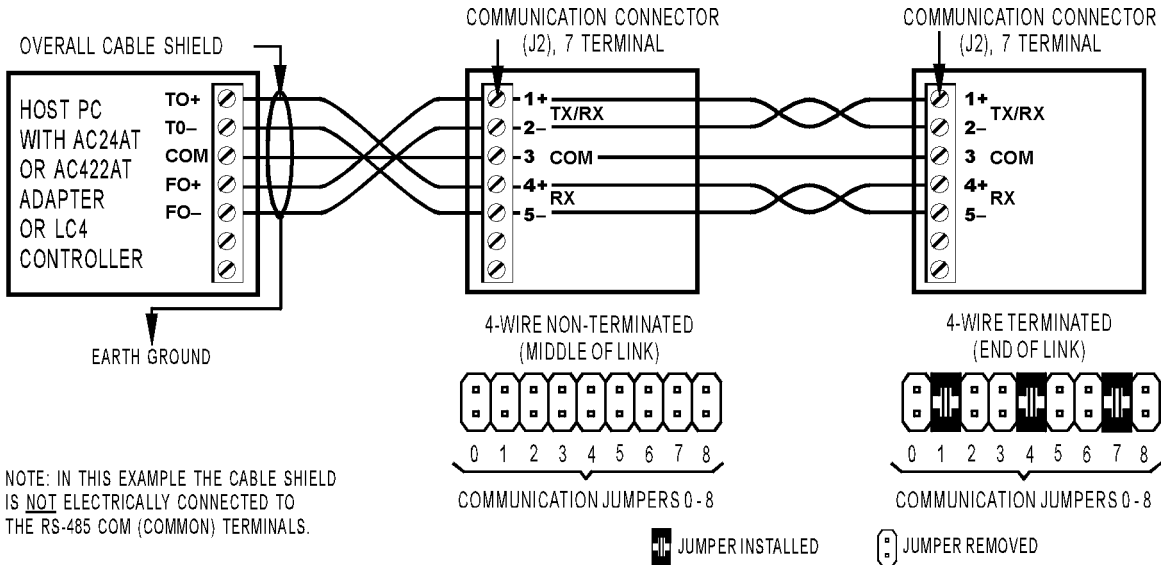 OVERALL CABLE SHIELD
COMMUNICATION CONNECTOR
(J2), 7 TERMINAL
COMMUNICATION CONNECTOR
(J2), 7 TERMINAL
HOST PC
WITH AC24AT
OR AC422AT
ADAPTER
OR LC4
CONTROLLER
TO+
T0–
COM
FO+
FO–
1+
TX/RX
2–
3 COM
4+
RX
5–
1+
TX/RX
2–
3 COM
4+
RX
5–
EARTH GROUND
4-WIRE NON-TERMINATED
(MIDDLE OF LINK)
0 1 2 3 4 5 6 7 8
COMMUNICATION JUMPERS 0 - 8
4-WIRE TERMINATED
(END OF LINK)
0 1 2 3 4 5 6 7 8
COMMUNICATION JUMPERS 0 - 8
NOTE: IN THIS EXAMPLE THE CABLE SHIELD
IS NOT ELECTRICALLY CONNECTED TO
THE RS-485 COM (COMMON) TERMINALS.
JUMPER INSTALLED
JUMPER REMOVED